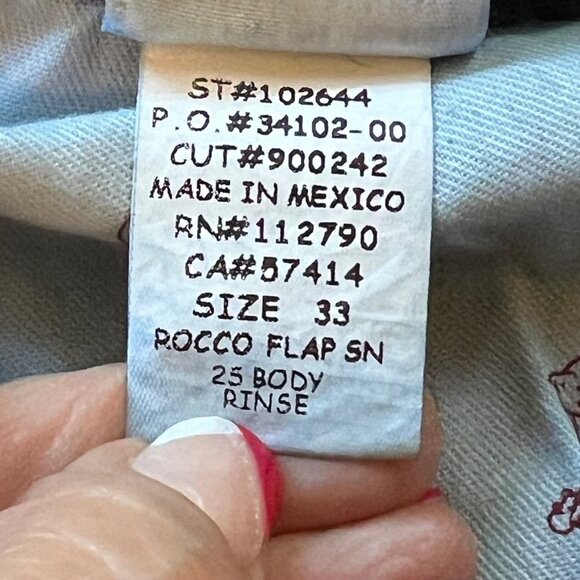 ST#102644
P.O.#34102-00
CUT#900242
MADE IN MEXICO
RN#112790
CA#57414
SIZE 33
ROCCO FLAP SN
25 BODY
RINSE